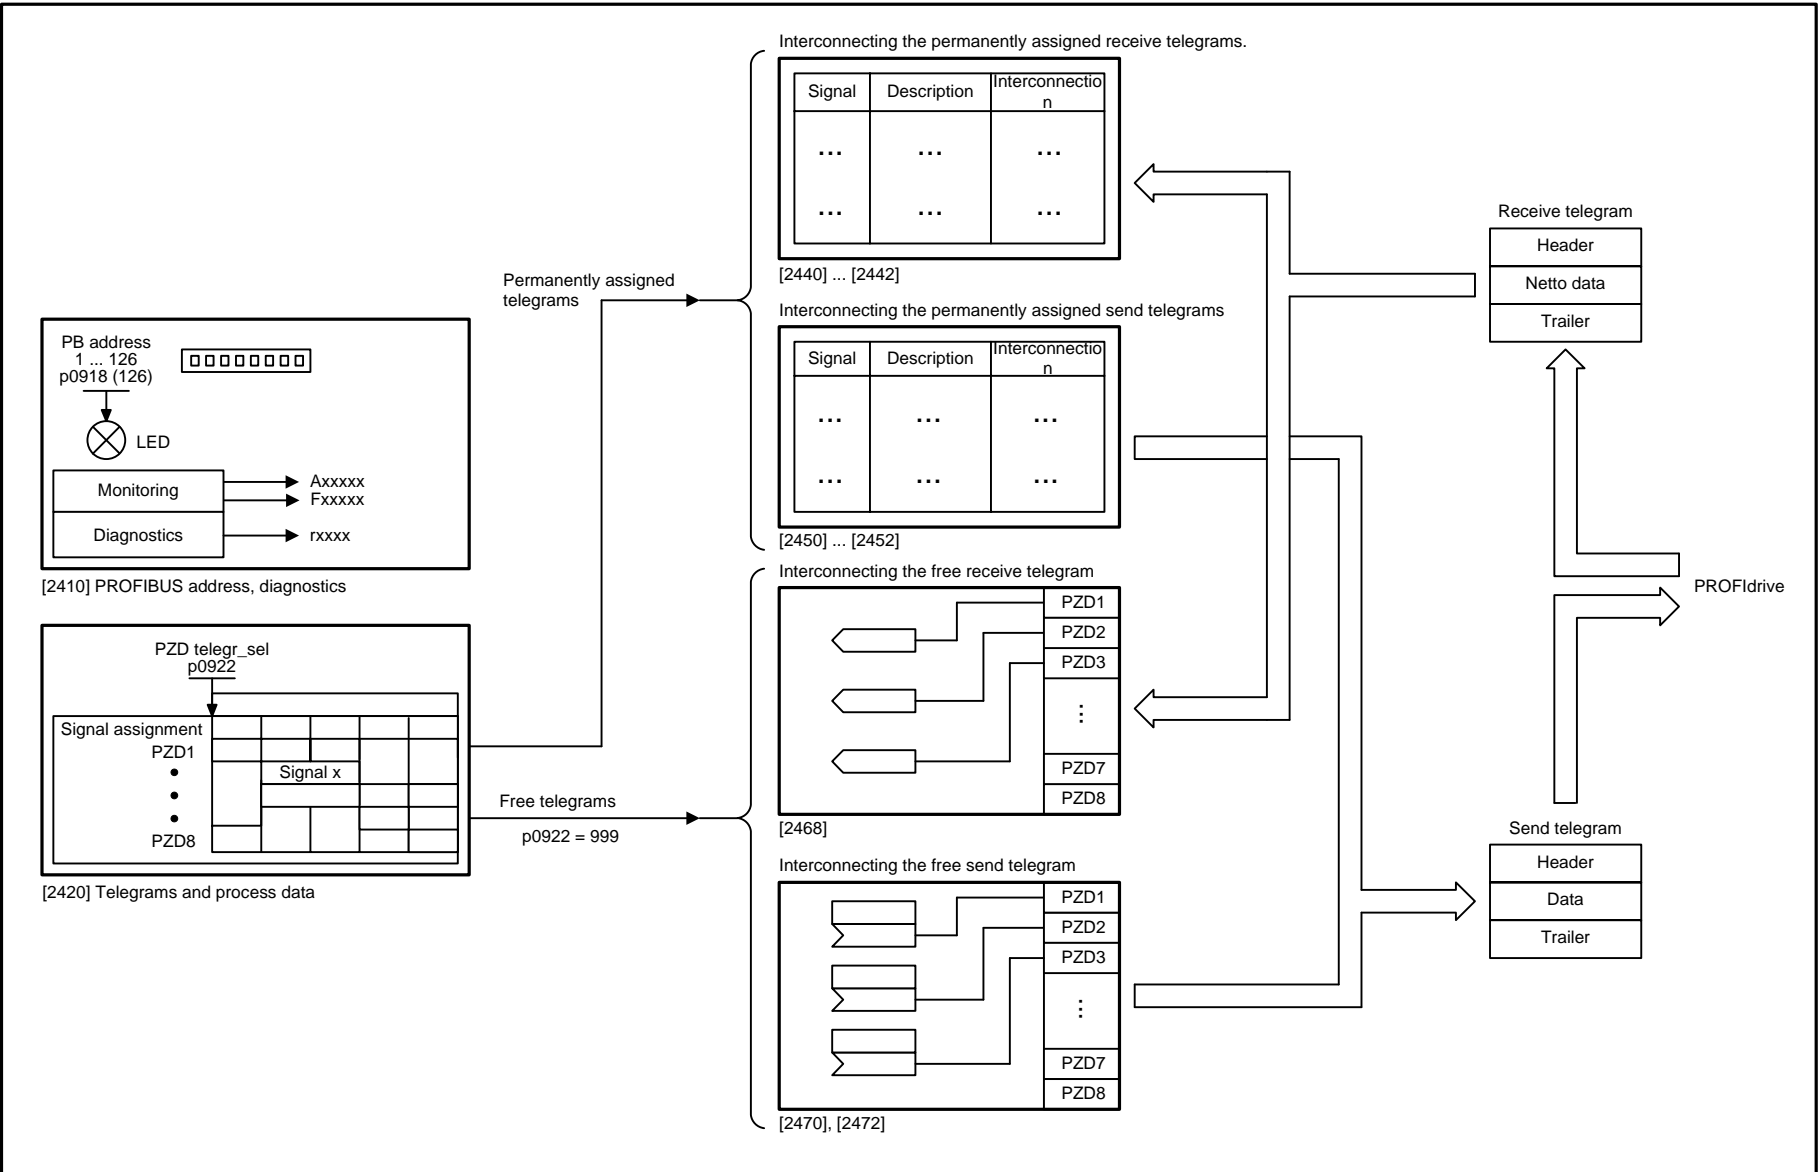 Interconnecting the permanently assigned receive telegrams.
Signal
Description
Interconnectio
n
...
...
...
...
...
...
[2440] ... [2442]
Permanently assigned
telegrams
Interconnecting the permanently assigned send telegrams
Signal
Description
Interconnectio
n
...
...
...
...
...
...
[2450] ... [2452]
PB address
1 ... 126
p0918 (126)
LED
Monitoring
Axxxxx
Fxxxxx
Diagnostics
rxxxx
[2410] PROFIBUS address, diagnostics
PZD telegr_sel
p0922
Signal assignment
PZD1
Signal x
PZD8
[2420] Telegrams and process data
Free telegrams
p0922 = 999
Interconnecting the free receive telegram
PZD1
PZD2
PZD3
...
PZD7
PZD8
[2468]
Interconnecting the free send telegram
PZD1
PZD2
PZD3
...
PZD7
PZD8
[2470], [2472]
Receive telegram
Header
Netto data
Trailer
PROFIdrive
Send telegram
Header
Data
Trailer